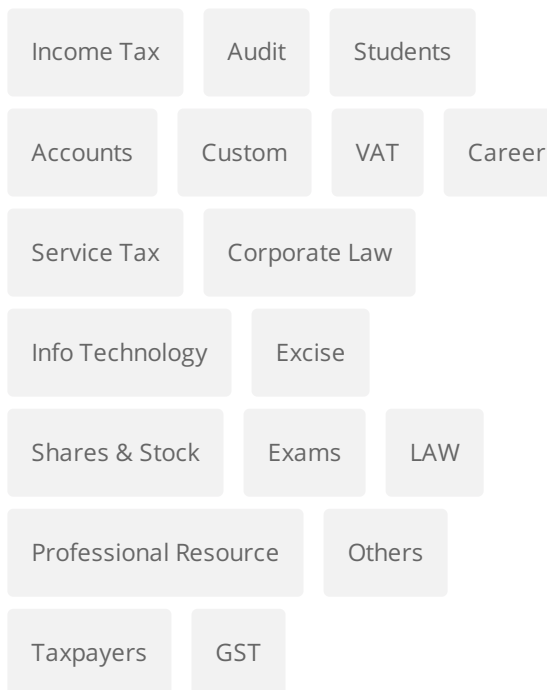 Income Tax Audit Students
Accounts Custom VAT Career
Service Tax Corporate Law
Info Technology Excise
Shares & Stock Exams LAW
Professional Resource Others
Taxpayers GST